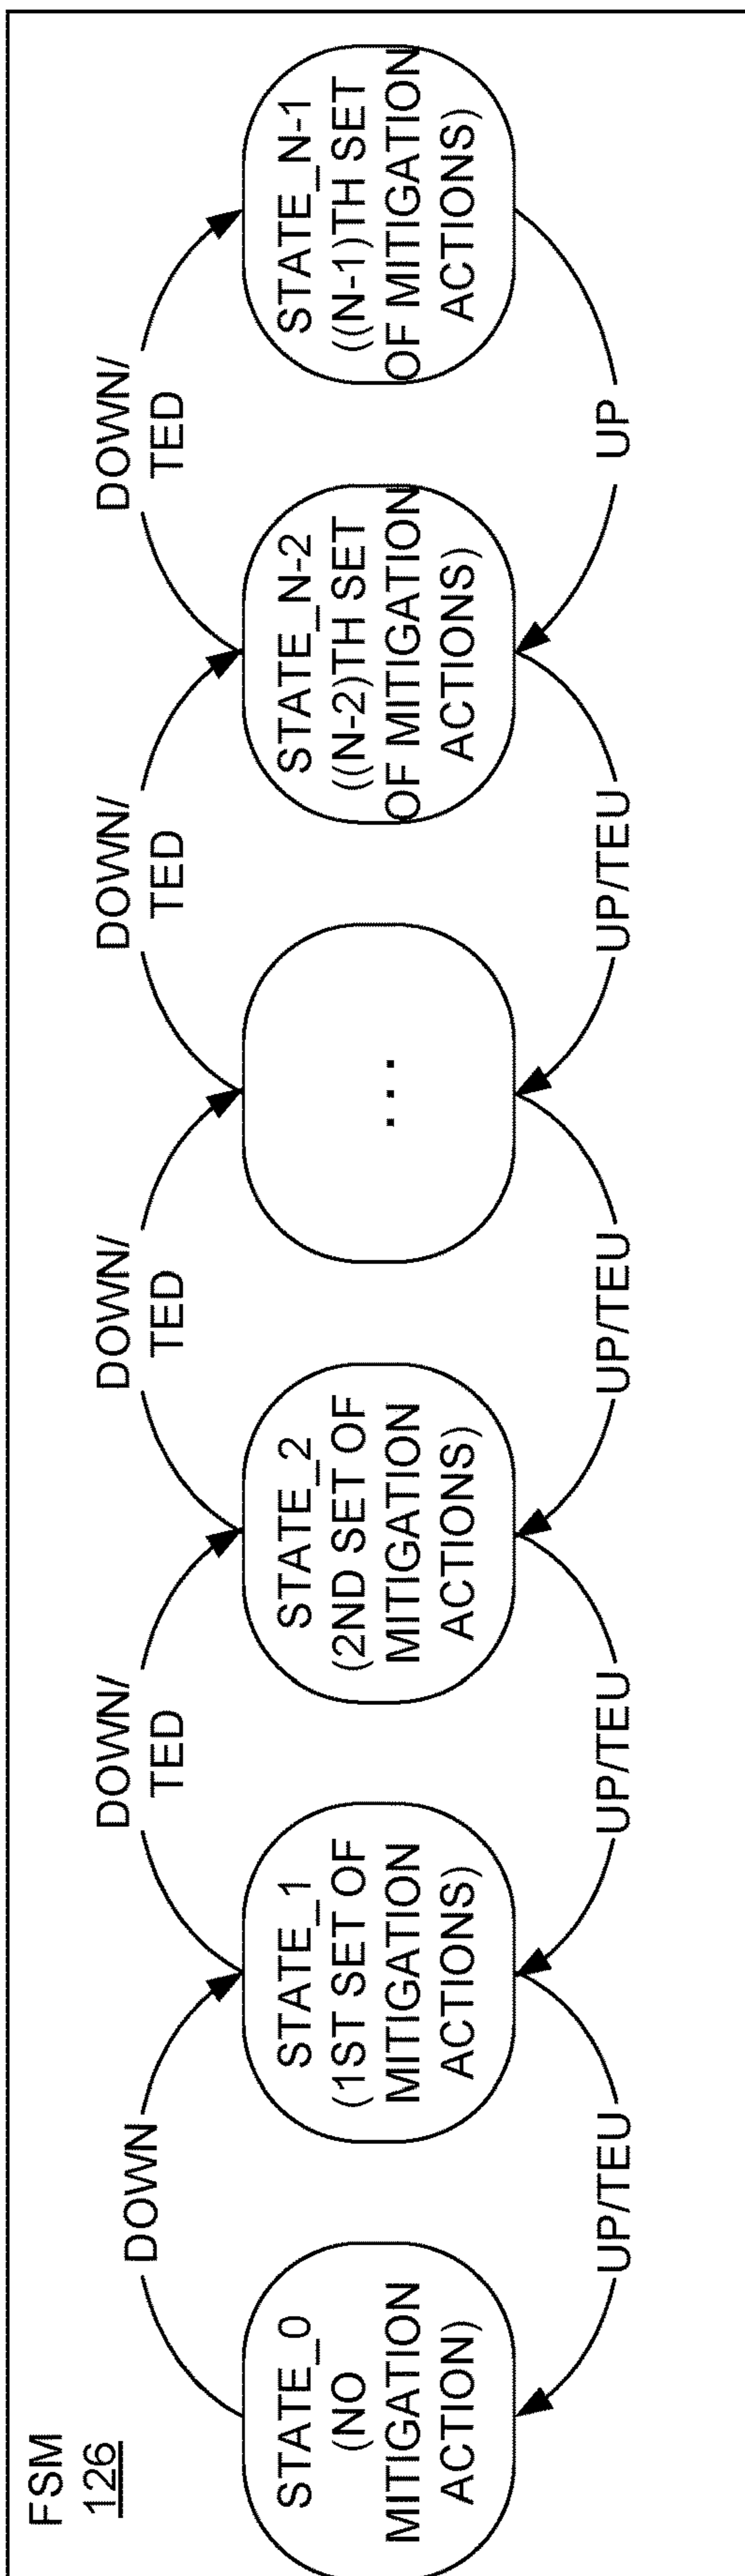 FSM
126
DOWN
DOWN/
TED
DOWN/
TED
DOWN/
TED
DOWN/
TED
STATE_0
(NO
MITIGATION
ACTION)
STATE_1
(1ST SET OF
MITIGATION
ACTIONS)
STATE_2
(2ND SET OF
MITIGATION
ACTIONS)
...
STATE_N-2
((N-2)TH SET
OF MITIGATION
ACTIONS)
STATE_N-1
((N-1)TH SET
OF MITIGATION
ACTIONS)
UP/TEU
UP/TEU
UP/TEU
UP/TEU
UP